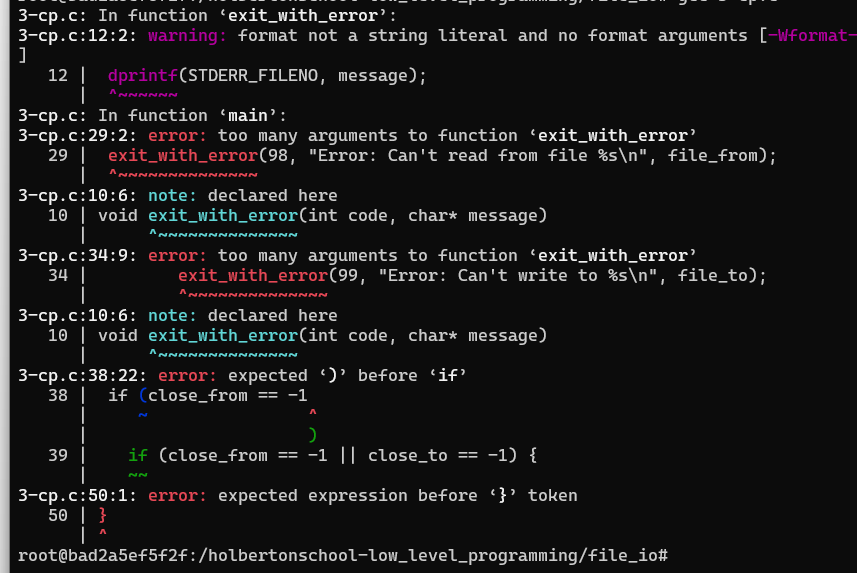 3-cp.c: In function ‘exit_with_error’:
3-cp.c:12:2: warning: format not a string literal and no format arguments [-Wformat-
]
   12 |  dprintf(STDERR_FILENO, message);
      |  ^~~~~~~
3-cp.c: In function ‘main’:
3-cp.c:29:2: error: too many arguments to function ‘exit_with_error’
   29 |  exit_with_error(98, "Error: Can't read from file %s\n", file_from);
      |  ^~~~~~~~~~~~~~~
3-cp.c:10:6: note: declared here
   10 | void exit_with_error(int code, char* message)
      |      ^~~~~~~~~~~~~~~
3-cp.c:34:9: error: too many arguments to function ‘exit_with_error’
   34 |         exit_with_error(99, "Error: Can't write to %s\n", file_to);
      |         ^~~~~~~~~~~~~~~
3-cp.c:10:6: note: declared here
   10 | void exit_with_error(int code, char* message)
      |      ^~~~~~~~~~~~~~~
3-cp.c:38:22: error: expected ‘)’ before ‘if’
   38 |  if (close_from == -1
      |     ~                ^
      |                      )
   39 |    if (close_from == -1 || close_to == -1) {
      |    ~~
3-cp.c:50:1: error: expected expression before ‘}’ token
   50 | }
      | ^
root@bad2a5ef5f2f:/holbertonschool-low_level_programming/file_io#